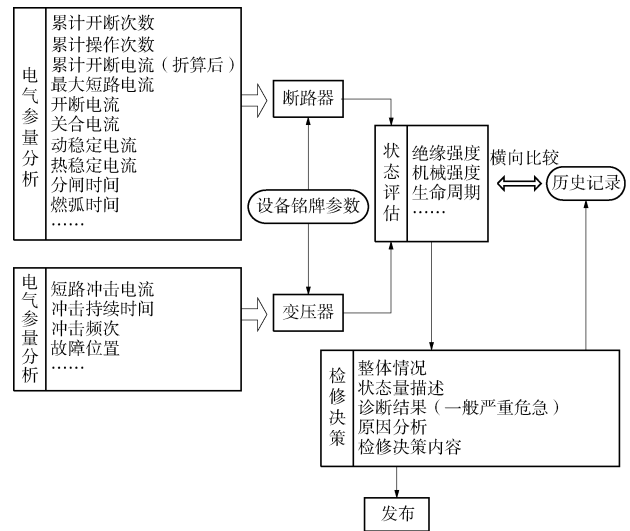 电气参量分析
累计开断次数
累计操作次数
累计开断电流（折算后）
最大短路电流
开断电流
关合电流
动稳定电流
热稳定电流
分闸时间
燃弧时间
……
断路器
设备铭牌参数
状态评估
绝缘强度
机械强度
生命周期
……
横向比较
历史记录
电气参量分析
短路冲击电流
冲击持续时间
冲击频次
故障位置
……
变压器
检修决策
整体情况
状态量描述
诊断结果（一般严重危急）
原因分析
检修决策内容
发布